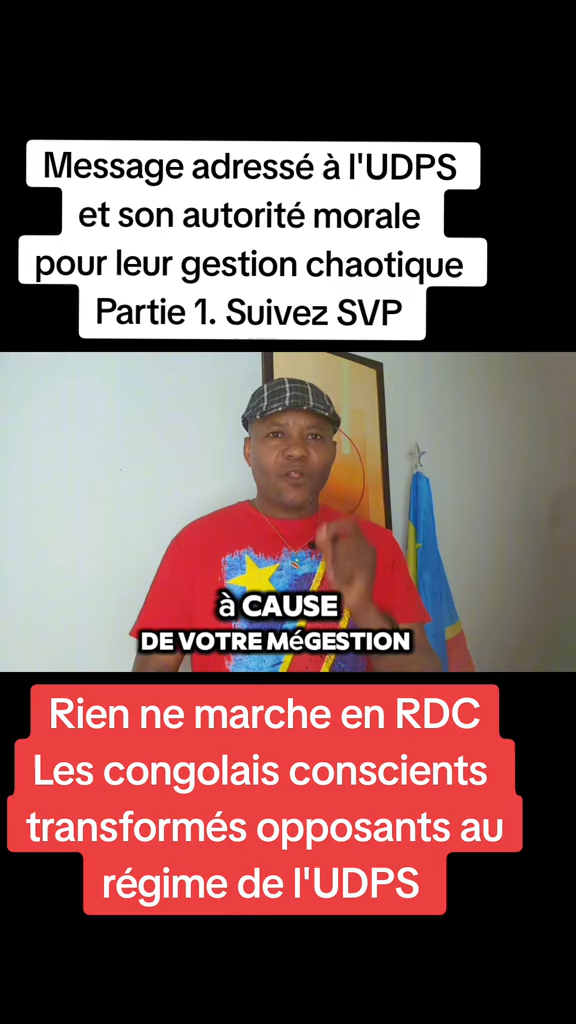 Message adressé à l'UDPS
et son autorité morale
pour leur gestion chaotique
Partie 1. Suivez SVP
à CAUSE
DE VOTRE MéGESTION
Rien ne marche en RDC
Les congolais conscients
transformés opposants au
régime de l'UDPS